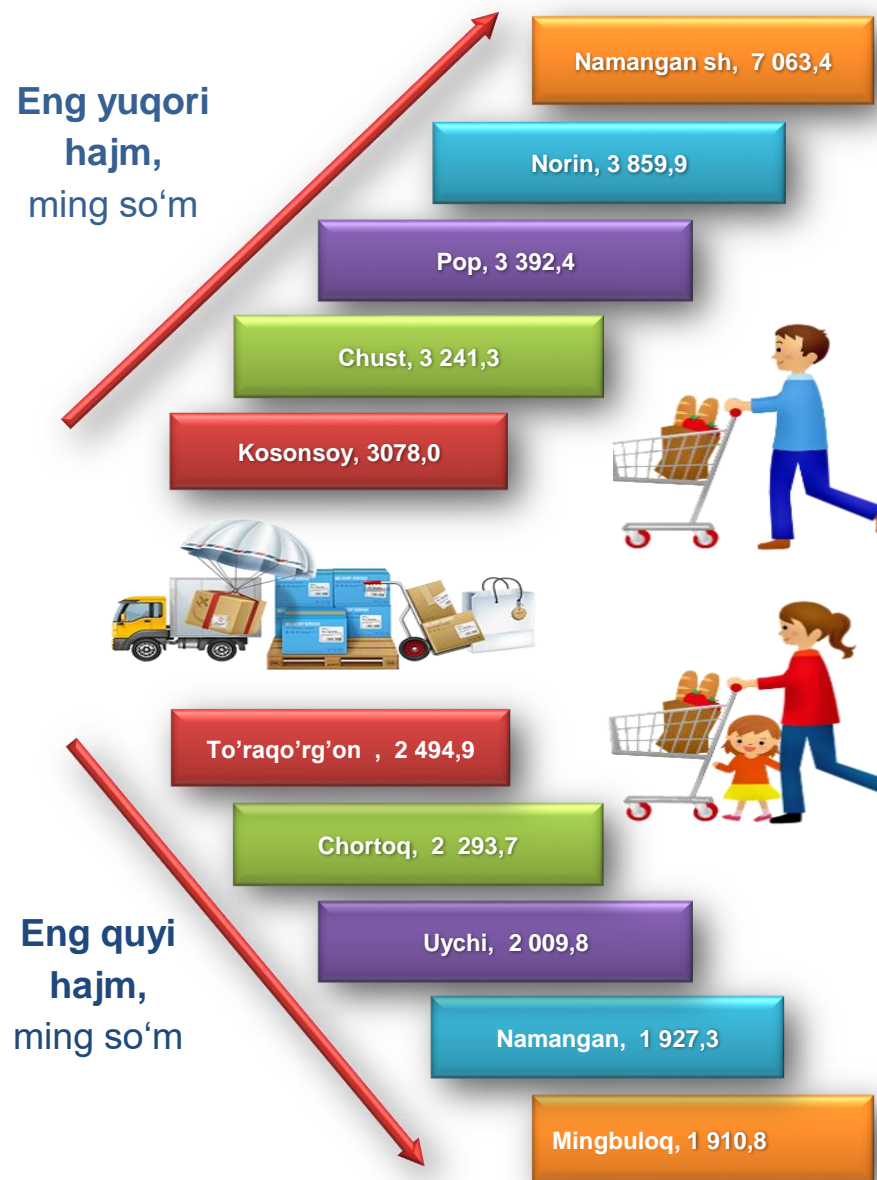 Eng yuqori
hajm,
ming so‘m
Namangan sh, 7 063,4
Norin, 3 859,9
Pop, 3 392,4
Chust, 3 241,3
Kosonsoy, 3078,0
To’raqo’rg’on , 2 494,9
Chortoq, 2 293,7
Uychi, 2 009,8
Namangan, 1 927,3
Mingbuloq, 1 910,8
Eng quyi
hajm,
ming so‘m